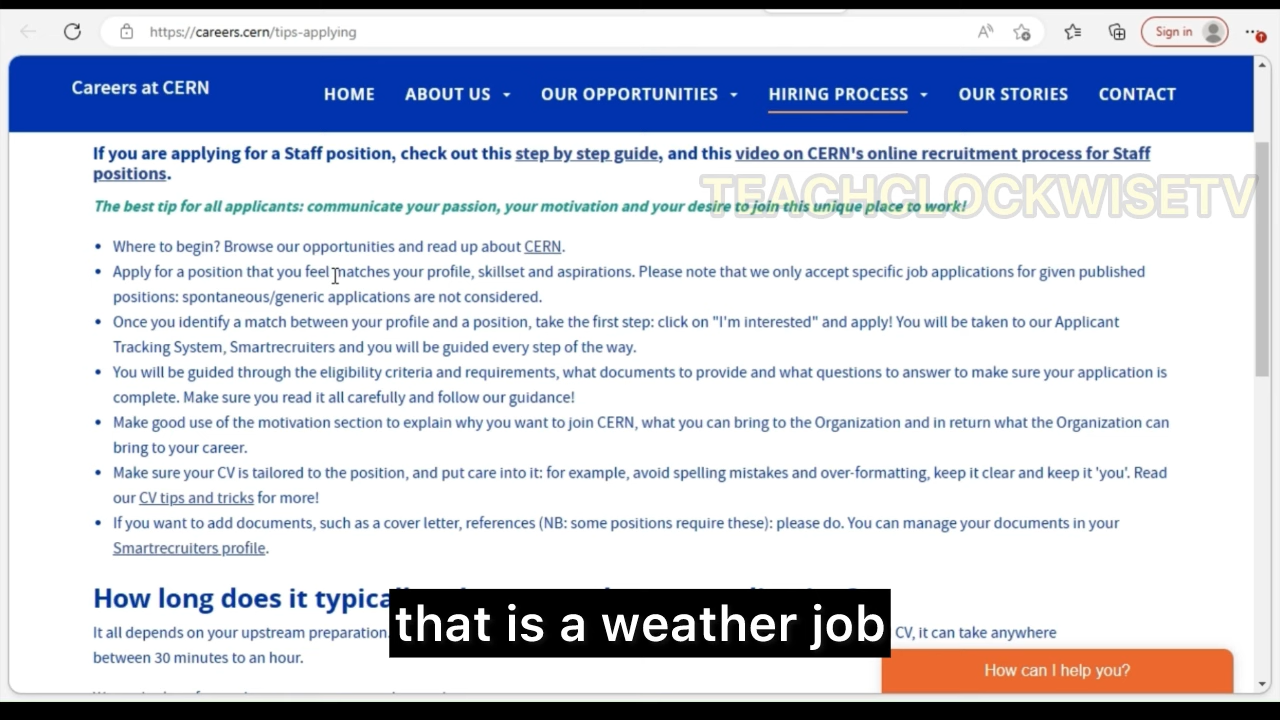 https://careers.cern/tips-applying
Sign in
Careers at CERN
HOME
ABOUT US
OUR OPPORTUNITIES
HIRING PROCESS
OUR STORIES
CONTACT
If you are applying for a Staff position, check out this step by step guide, and this video on CERN's online recruitment process for Staff
positions.
TEACHCLOCKWISETV
The best tip for all applicants: communicate your passion, your motivation and your desire to join this unique place to work!
• Where to begin? Browse our opportunities and read up about CERN.
• Apply for a position that you feel matches your profile, skillset and aspirations. Please note that we only accept specific job applications for given published
positions: spontaneous/generic applications are not considered.
• Once you identify a match between your profile and a position, take the first step: click on "I'm interested" and apply! You will be taken to our Applicant
Tracking System, Smartrecruiters and you will be guided every step of the way.
• You will be guided through the eligibility criteria and requirements, what documents to provide and what questions to answer to make sure your application is
complete. Make sure you read it all carefully and follow our guidance!
• Make good use of the motivation section to explain why you want to join CERN, what you can bring to the Organization and in return what the Organization can
bring to your career.
• Make sure your CV is tailored to the position, and put care into it: for example, avoid spelling mistakes and over-formatting, keep it clear and keep it 'you'. Read
our CV tips and tricks for more!
• If you want to add documents, such as a cover letter, references (NB: some positions require these): please do. You can manage your documents in your
Smartrecruiters profile.
How long does it typica
that is a weather job
It all depends on your upstream preparation. CV, it can take anywhere
between 30 minutes to an hour.
How can I help you?